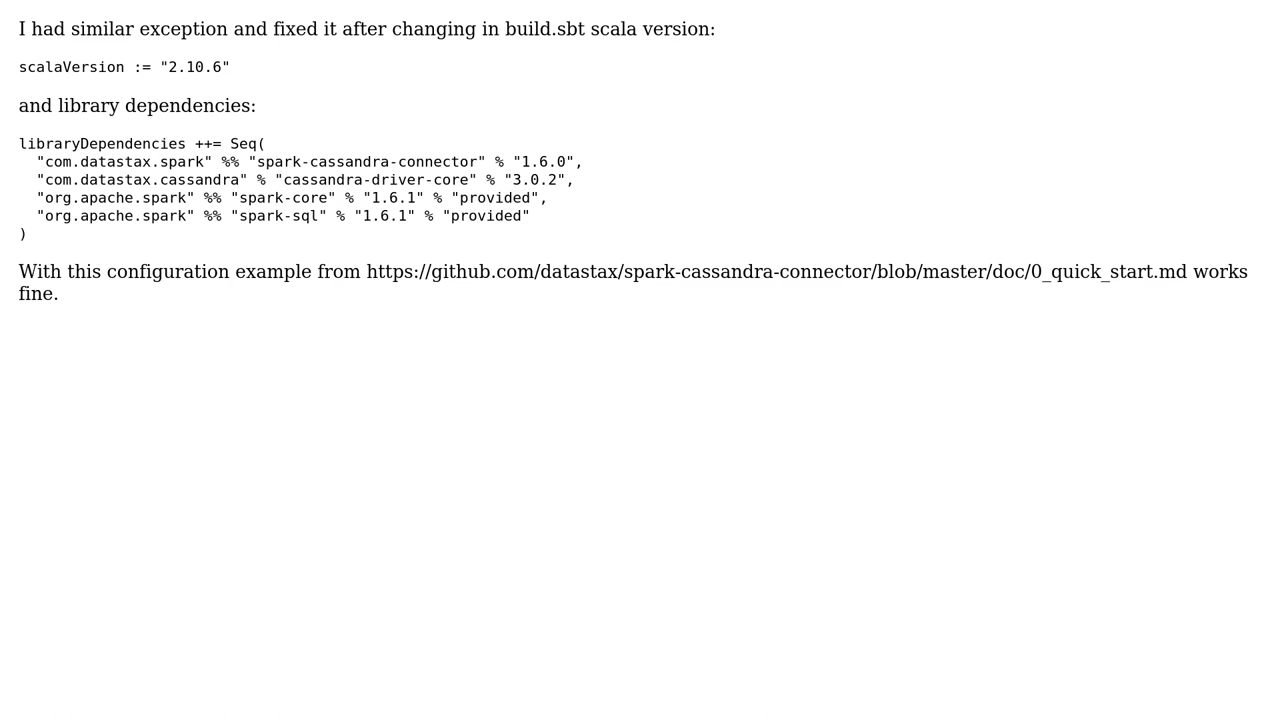 I had similar exception and fixed it after changing in build.sbt scala version:
scalaVersion := "2.10.6"
and library dependencies:
libraryDependencies ++= Seq(
  "com.datastax.spark" %% "spark-cassandra-connector" % "1.6.0",
  "com.datastax.cassandra" % "cassandra-driver-core" % "3.0.2",
  "org.apache.spark" %% "spark-core" % "1.6.1" % "provided",
  "org.apache.spark" %% "spark-sql" % "1.6.1" % "provided"
)
With this configuration example from https://github.com/datastax/spark-cassandra-connector/blob/master/doc/0_quick_start.md works
fine.